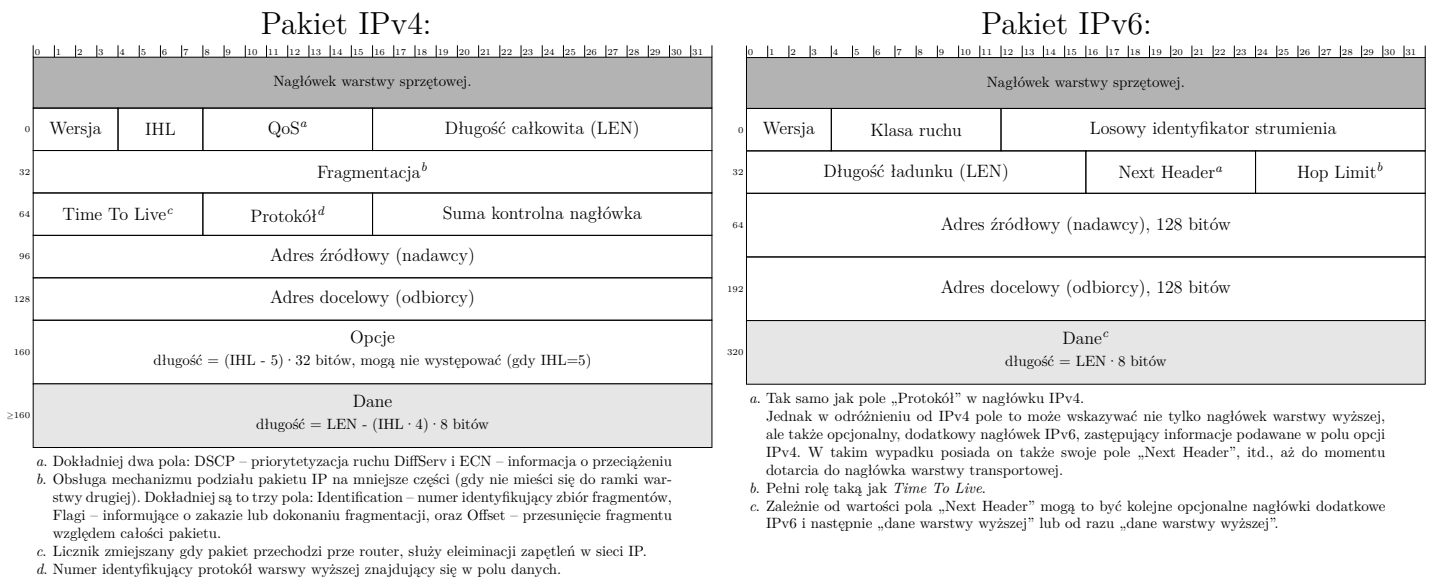 Pakiet IPv4:
0 1 2 3 4 5 6 7 8 9 10 11 12 13 14 15 16 17 18 19 20 21 22 23 24 25 26 27 28 29 30 31
Nagłówek warstwy sprzętowej.
0 Wersja IHL QoSᵃ Długość całkowita (LEN)
32 Fragmentacjaᵇ
64 Time To Liveᶜ Protokółᵈ Suma kontrolna nagłówka
96 Adres źródłowy (nadawcy)
128 Adres docelowy (odbiorcy)
Opcje
160 długość = (IHL - 5) · 32 bitów, mogą nie występować (gdy IHL=5)
Dane
≥160 długość = LEN - (IHL · 4) · 8 bitów
a. Dokładniej dwa pola: DSCP – priorytetyzacja ruchu DiffServ i ECN – informacja o przeciążeniu
b. Obsługa mechanizmu podziału pakietu IP na mniejsze części (gdy nie mieści się do ramki war-
stwy drugiej). Dokładniej są to trzy pola: Identification – numer identyfikujący zbiór fragmentów,
Flagi – informujące o zakazie lub dokonaniu fragmentacji, oraz Offset – przesunięcie fragmentu
względem całości pakietu.
c. Licznik zmiejszany gdy pakiet przechodzi prze router, służy eleiminacji zapętleń w sieci IP.
d. Numer identyfikujący protokół warswy wyższej znajdujący się w polu danych.
Pakiet IPv6:
0 1 2 3 4 5 6 7 8 9 10 11 12 13 14 15 16 17 18 19 20 21 22 23 24 25 26 27 28 29 30 31
Nagłówek warstwy sprzętowej.
0 Wersja Klasa ruchu Losowy identyfikator strumienia
32 Długość ładunku (LEN) Next Headerᵃ Hop Limitᵇ
64 Adres źródłowy (nadawcy), 128 bitów
192 Adres docelowy (odbiorcy), 128 bitów
Daneᶜ
320 długość = LEN · 8 bitów
a. Tak samo jak pole „Protokół” w nagłówku IPv4.
Jednak w odróżnieniu od IPv4 pole to może wskazywać nie tylko nagłówek warstwy wyższej,
ale także opcjonalny, dodatkowy nagłówek IPv6, zastępujący informacje podawane w polu opcji
IPv4. W takim wypadku posiada on także swoje pole „Next Header”, itd., aż do momentu
dotarcia do nagłówka warstwy transportowej.
b. Pełni rolę taką jak Time To Live.
c. Zależnie od wartości pola „Next Header” mogą to być kolejne opcjonalne nagłówki dodatkowe
IPv6 i następnie „dane warstwy wyższej” lub od razu „dane warstwy wyższej”.